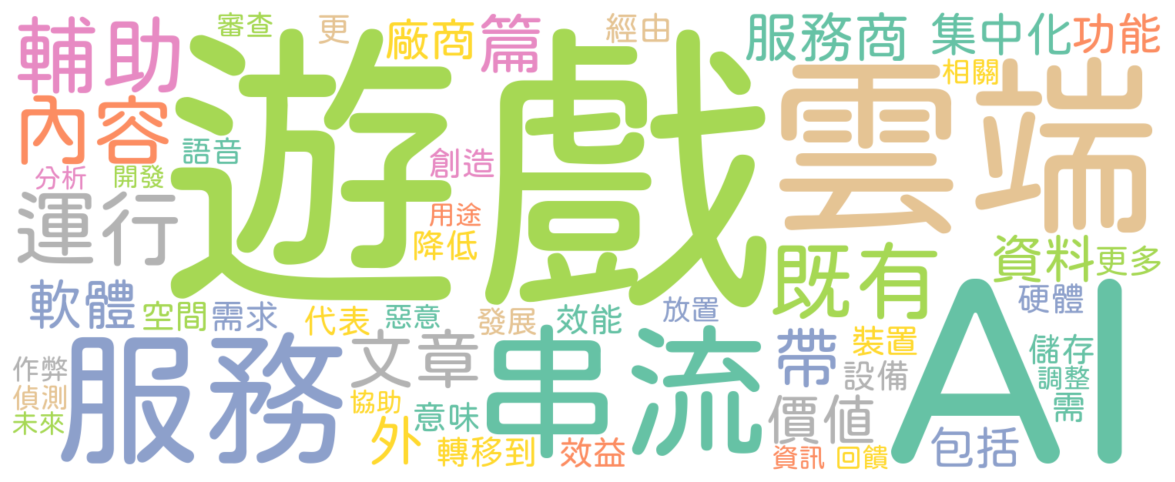 輔助
審查
更
廠商
篇
經由
服務商
集中化
功能
相關
內容
遊戲
雲端
語音
創造
分析
開發
運行
用途
降低
既有
資料
更多
軟體
空間
需求
代表
惡意
發展
效能
放置
硬體
AI
服務
文章
串流
帶
裝置
設備
儲存
調整
需
作弊
偵測
未來
協助
外
意味
轉移到
效益
價值
資訊
回饋
包括